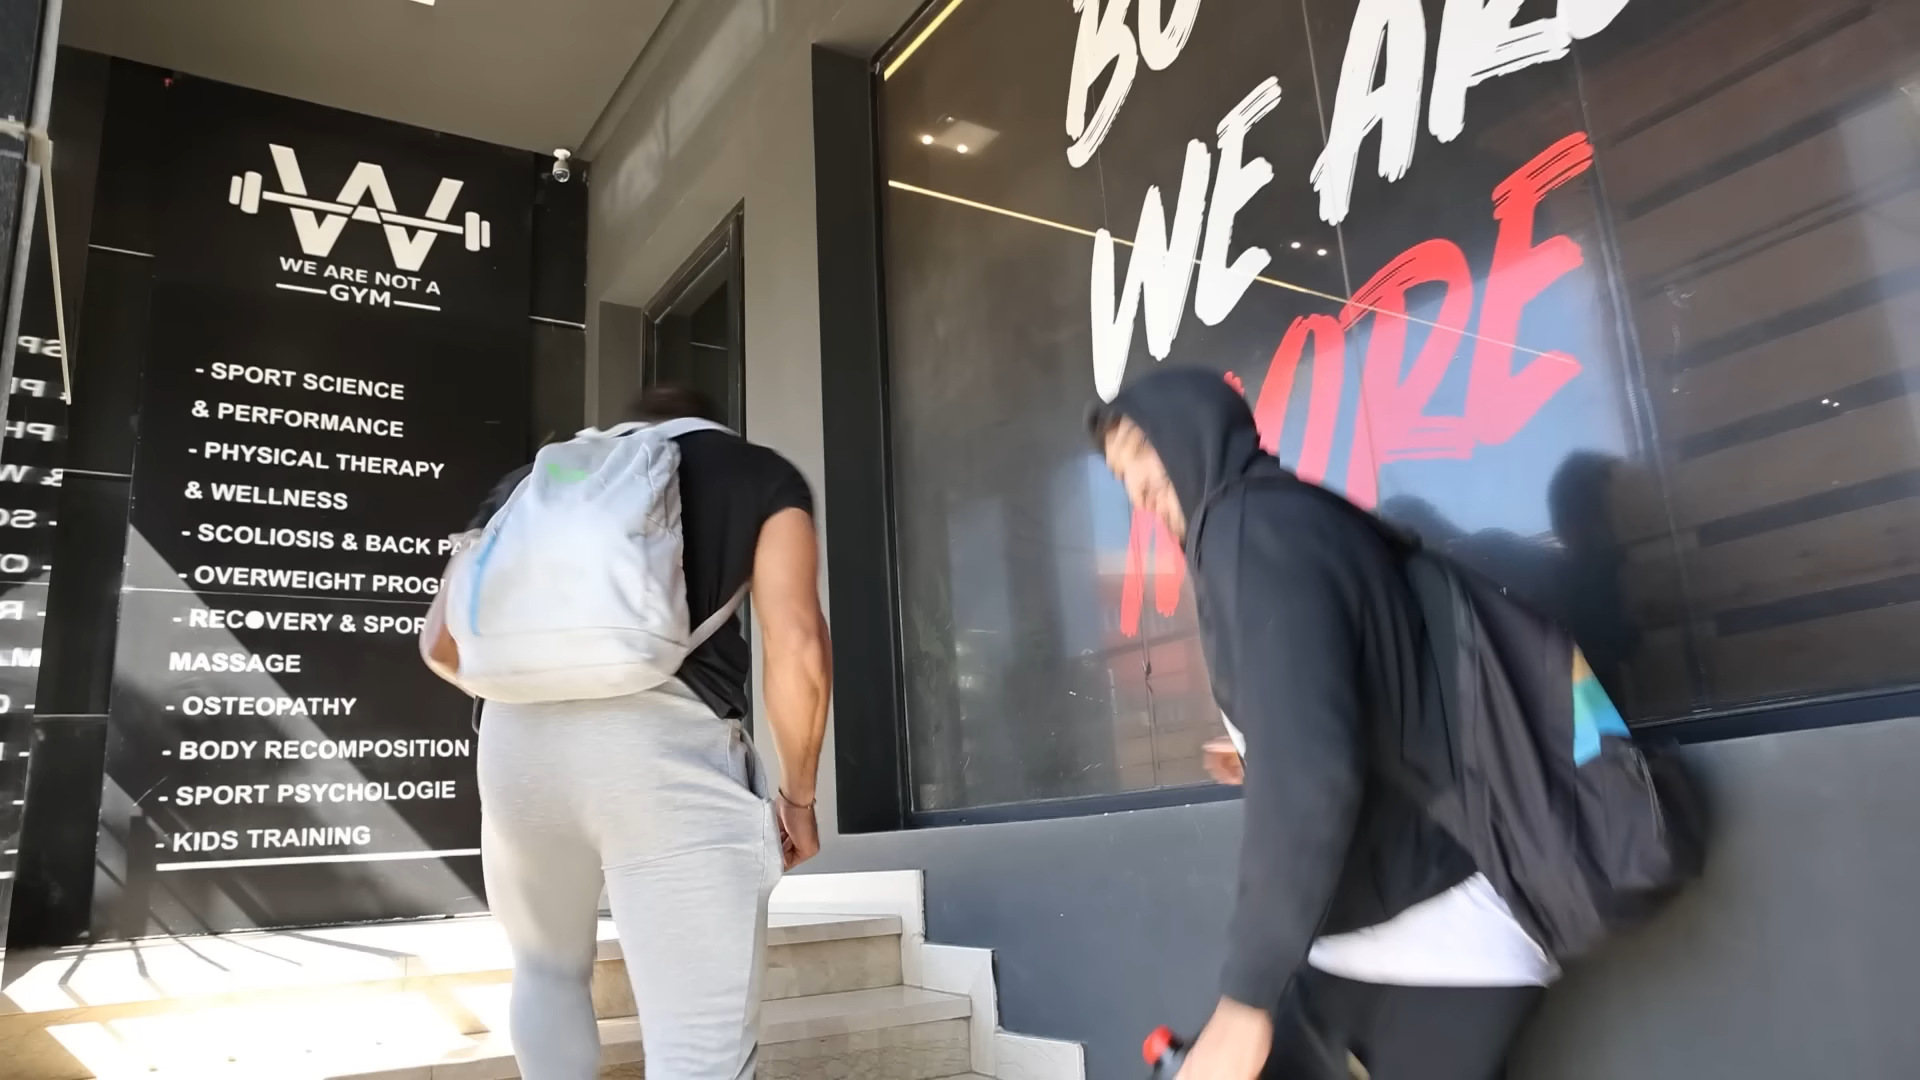 W
WE ARE NOT A
GYM
- SPORT SCIENCE
& PERFORMANCE
- PHYSICAL THERAPY
& WELLNESS
- SCOLIOSIS & BACK
- OVERWEIGHT
- RECOVERY &
MASSAGE
- OSTEOPATHY
- BODY RECOMPOSITION
- SPORT PSYCHOLOGIE
- KIDS TRAINING
WE ARE
MORE